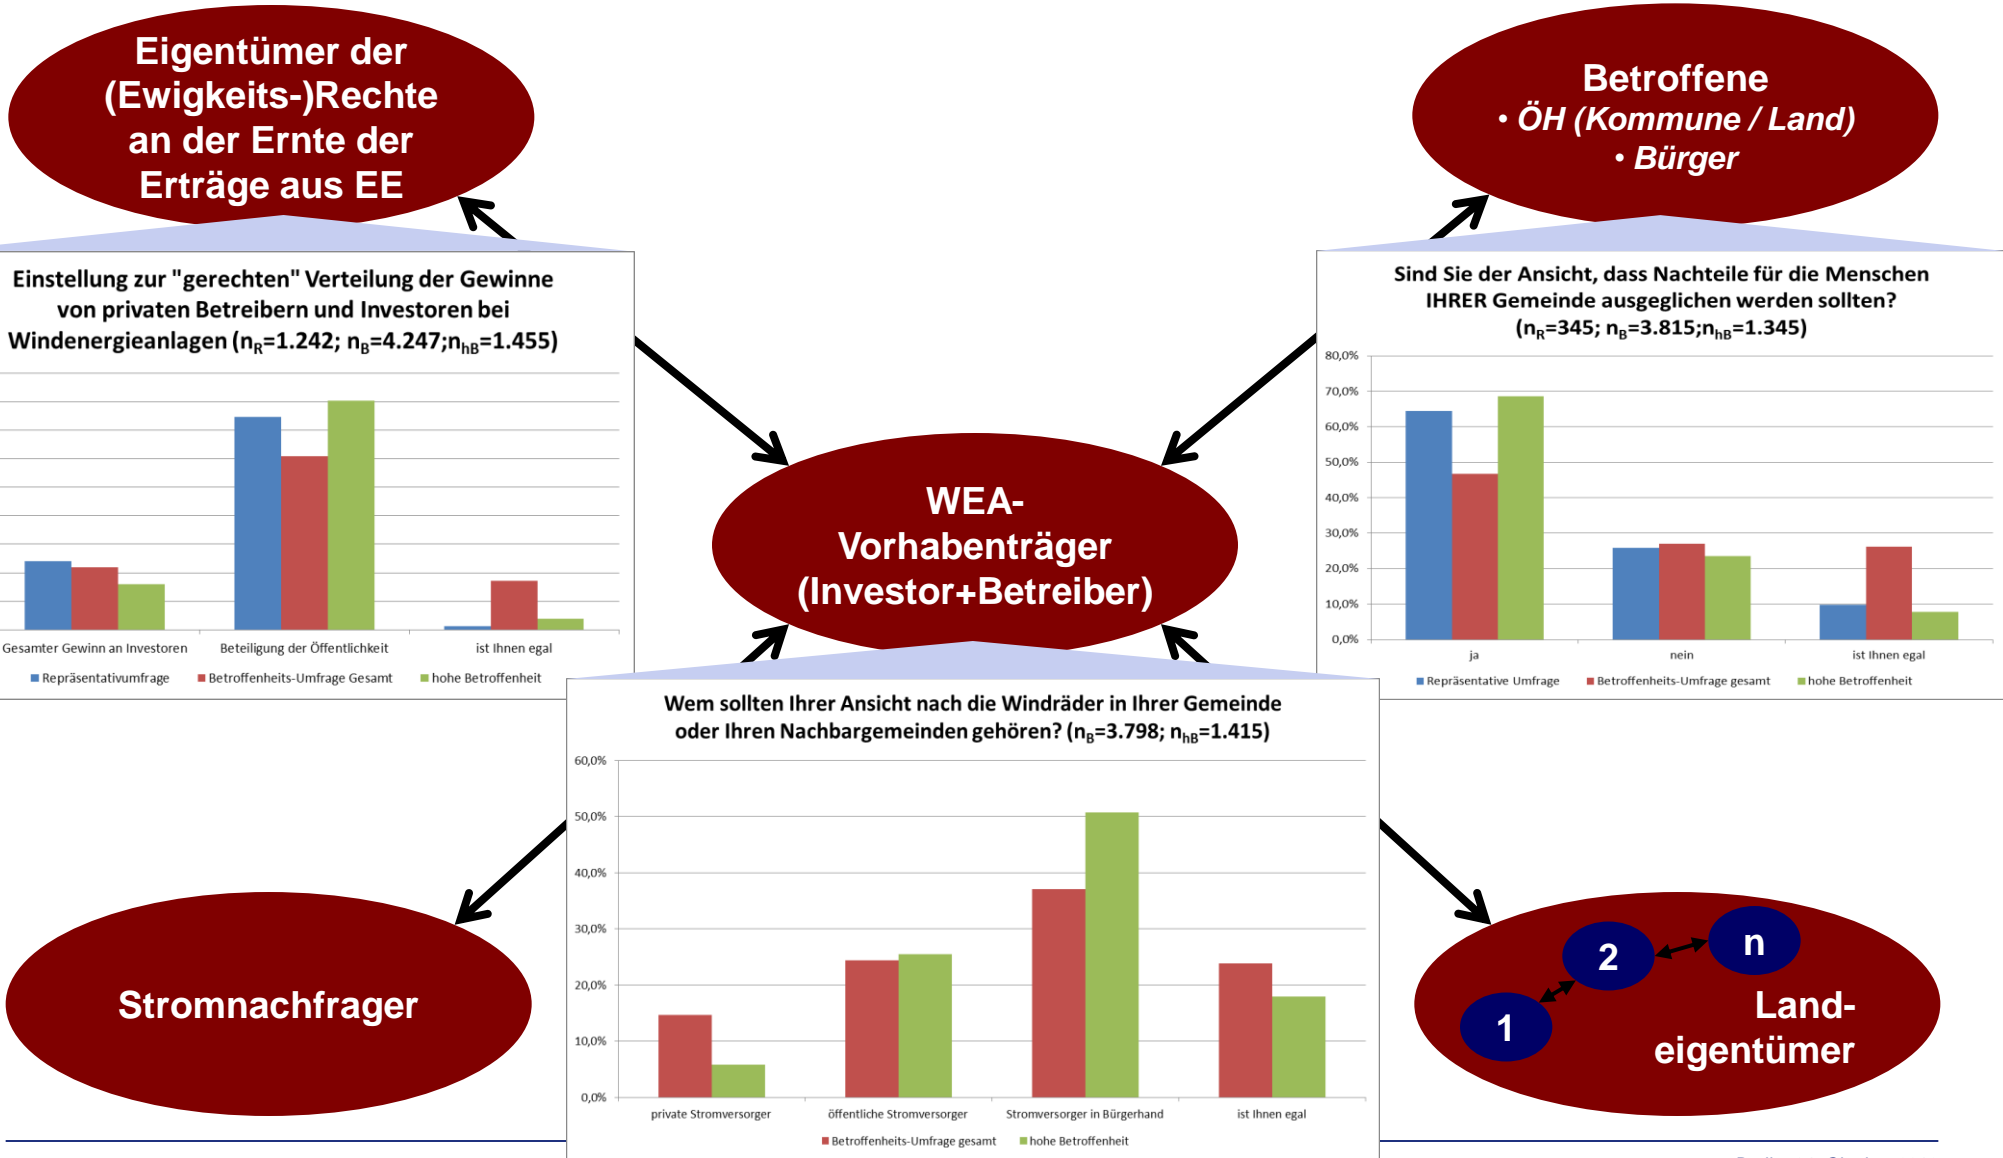 Eigentümer der
(Ewigkeits-)Rechte
an der Ernte der
Erträge aus EE
Betroffene
• ÖH (Kommune / Land)
• Bürger
Einstellung zur "gerechten" Verteilung der Gewinne
von privaten Betreibern und Investoren bei
Windenergieanlagen (nR=1.242; nB=4.247;nhB=1.455)
Gesamter Gewinn an Investoren
Beteiligung der Öffentlichkeit
ist Ihnen egal
Repräsentativumfrage
Betroffenheits-Umfrage Gesamt
hohe Betroffenheit
Sind Sie der Ansicht, dass Nachteile für die Menschen
IHRER Gemeinde ausgeglichen werden sollten?
(nR=345; nB=3.815;nhB=1.345)
80,0%
70,0%
60,0%
50,0%
40,0%
30,0%
20,0%
10,0%
0,0%
ja
nein
ist Ihnen egal
Repräsentative Umfrage
Betroffenheits-Umfrage gesamt
hohe Betroffenheit
WEA-
Vorhabenträger
(Investor+Betreiber)
Wem sollten Ihrer Ansicht nach die Windräder in Ihrer Gemeinde
oder Ihren Nachbargemeinden gehören? (nB=3.798; nhB=1.415)
60,0%
50,0%
40,0%
30,0%
20,0%
10,0%
0,0%
private Stromversorger
öffentliche Stromversorger
Stromversorger in Bürgerhand
ist Ihnen egal
Betroffenheits-Umfrage gesamt
hohe Betroffenheit
Stromnachfrager
1
2
n
Land-
eigentümer